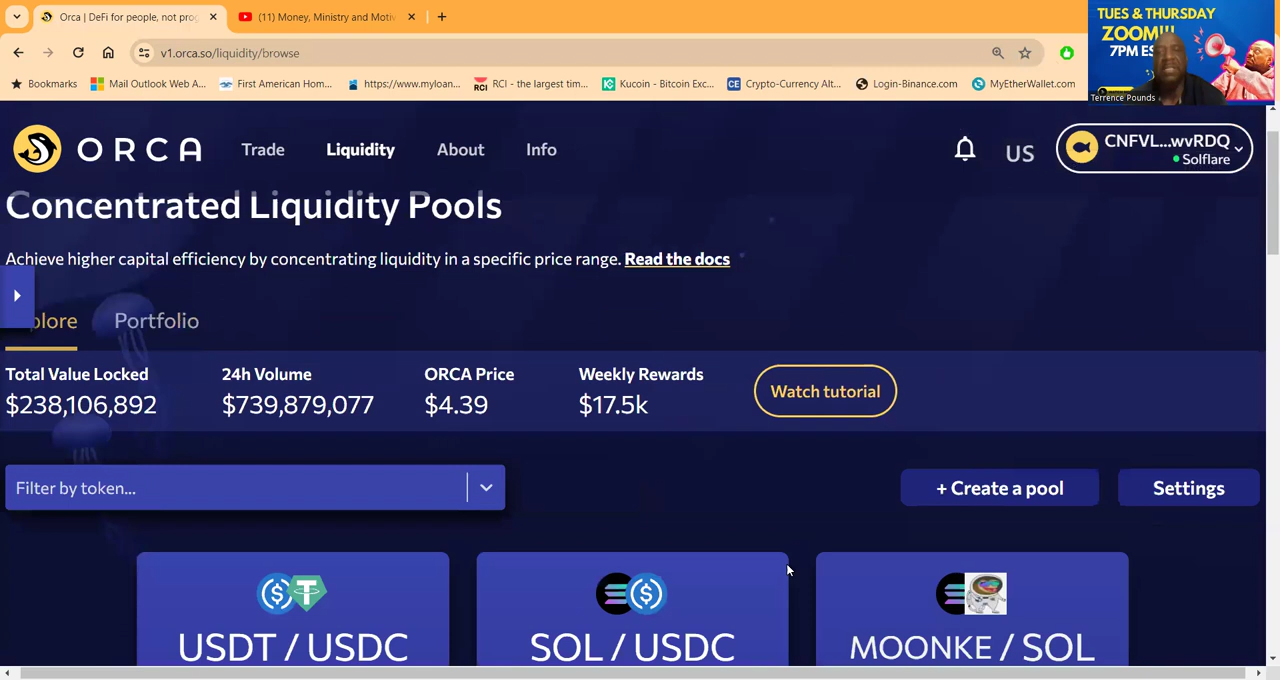 Orca | DeFi for people, not prog
(11) Money, Ministry and Motiv
v1.orca.so/liquidity/browse
Bookmarks
Mail Outlook Web A...
First American Hom...
https://www.myloan...
RCI - the largest tim...
Kucoin - Bitcoin Exc...
Crypto-Currency Alt...
Login-Binance.com
MyEtherWallet.com
TUES & THURSDAY
ZOOM!!!
7PM ES
Terrence Pounds
ORCA
Trade
Liquidity
About
Info
US
CNFVL...wvRDQ
Solflare
Concentrated Liquidity Pools
Achieve higher capital efficiency by concentrating liquidity in a specific price range. Read the docs
plore
Portfolio
Total Value Locked
$238,106,892
24h Volume
$739,879,077
ORCA Price
$4.39
Weekly Rewards
$17.5k
Watch tutorial
Filter by token...
+ Create a pool
Settings
USDT / USDC
SOL / USDC
MOONKE / SOL